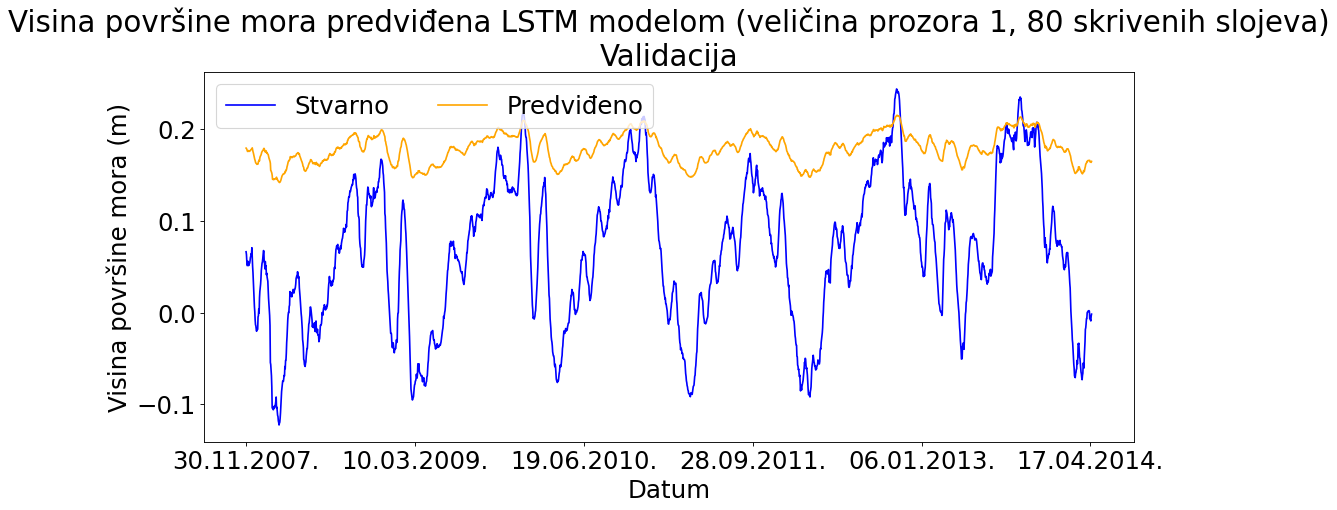 Visina površine mora predviđena LSTM modelom (veličina prozora 1, 80 skrivenih slojeva)
Validacija
Stvarno Predviđeno
Visina površine mora (m)
0.2
0.1
0.0
−0.1
30.11.2007. 10.03.2009. 19.06.2010. 28.09.2011. 06.01.2013. 17.04.2014.
Datum